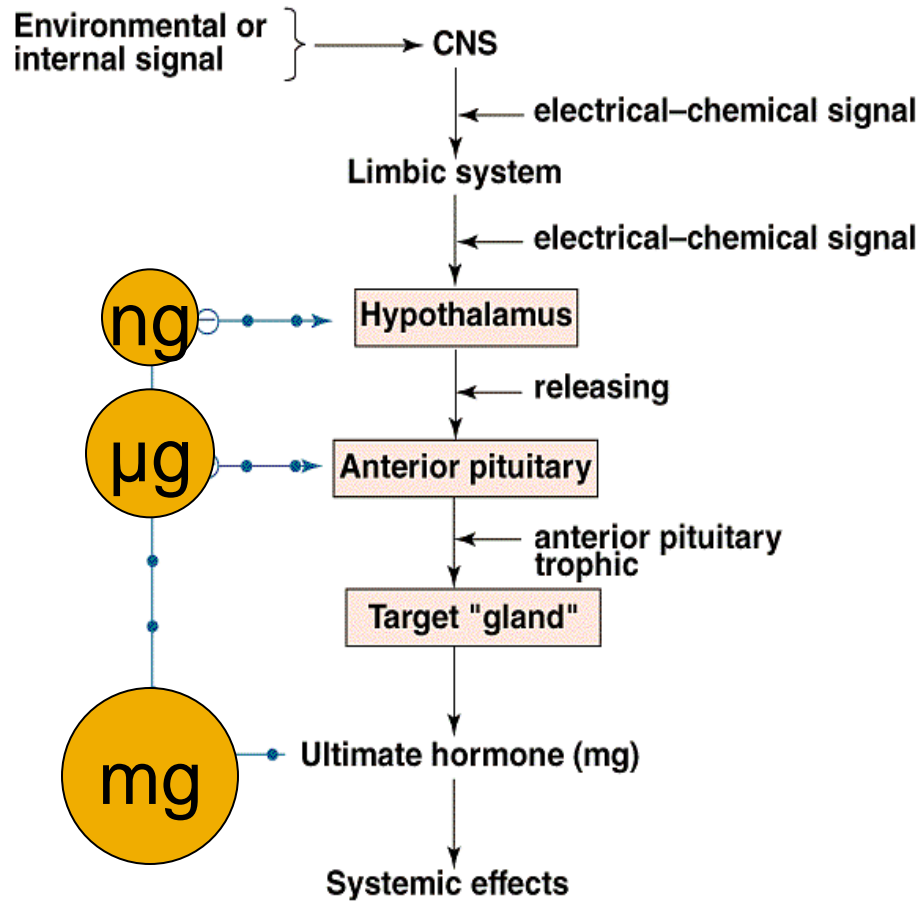 Environmental or
internal signal
CNS
electrical–chemical signal
Limbic system
electrical–chemical signal
ng
Hypothalamus
releasing
µg
Anterior pituitary
anterior pituitary
trophic
Target "gland"
mg
Ultimate hormone (mg)
Systemic effects